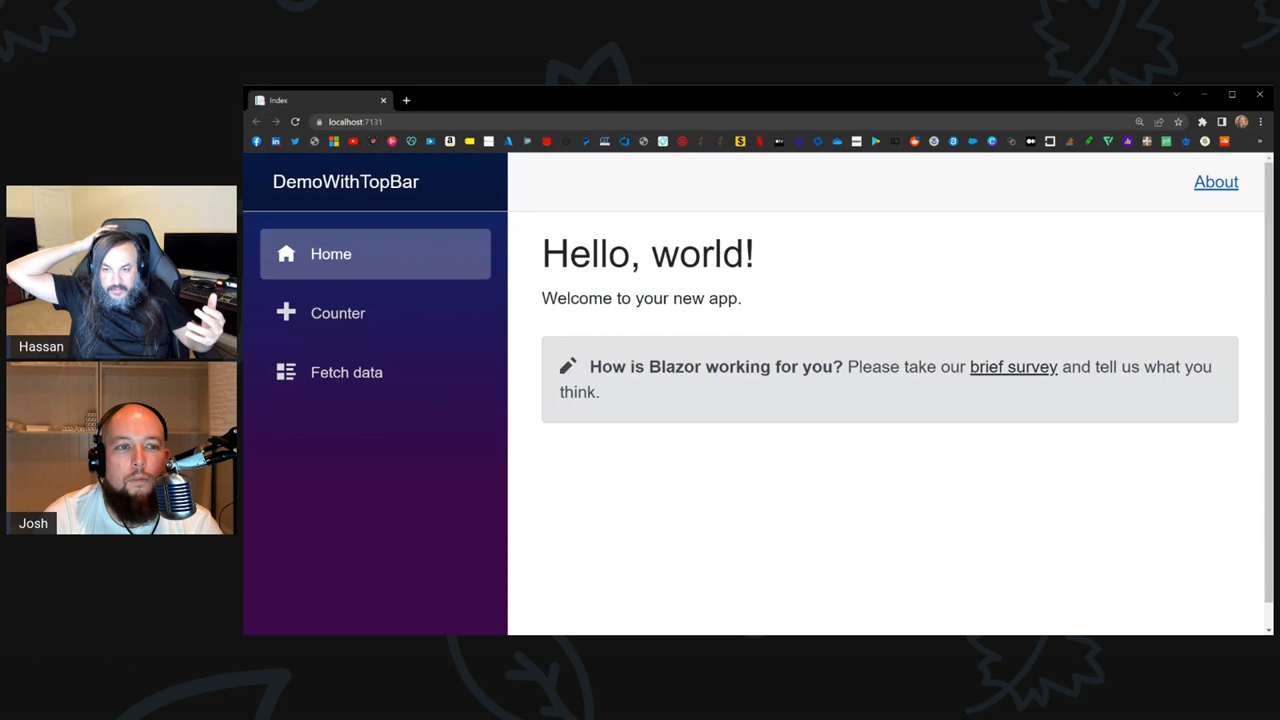 Index
localhost:7131
DemoWithTopBar
About
Home
Hello, world!
Welcome to your new app.
Counter
How is Blazor working for you? Please take our brief survey and tell us what you
think.
Fetch data
Hassan
Josh